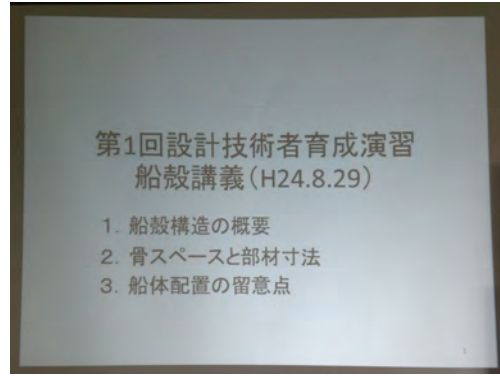 第1回設計技術者育成演習
船殻講義（H24.8.29）
1. 船殻構造の概要
2. 骨スペースと部材寸法
3. 船体配置の留意点
1